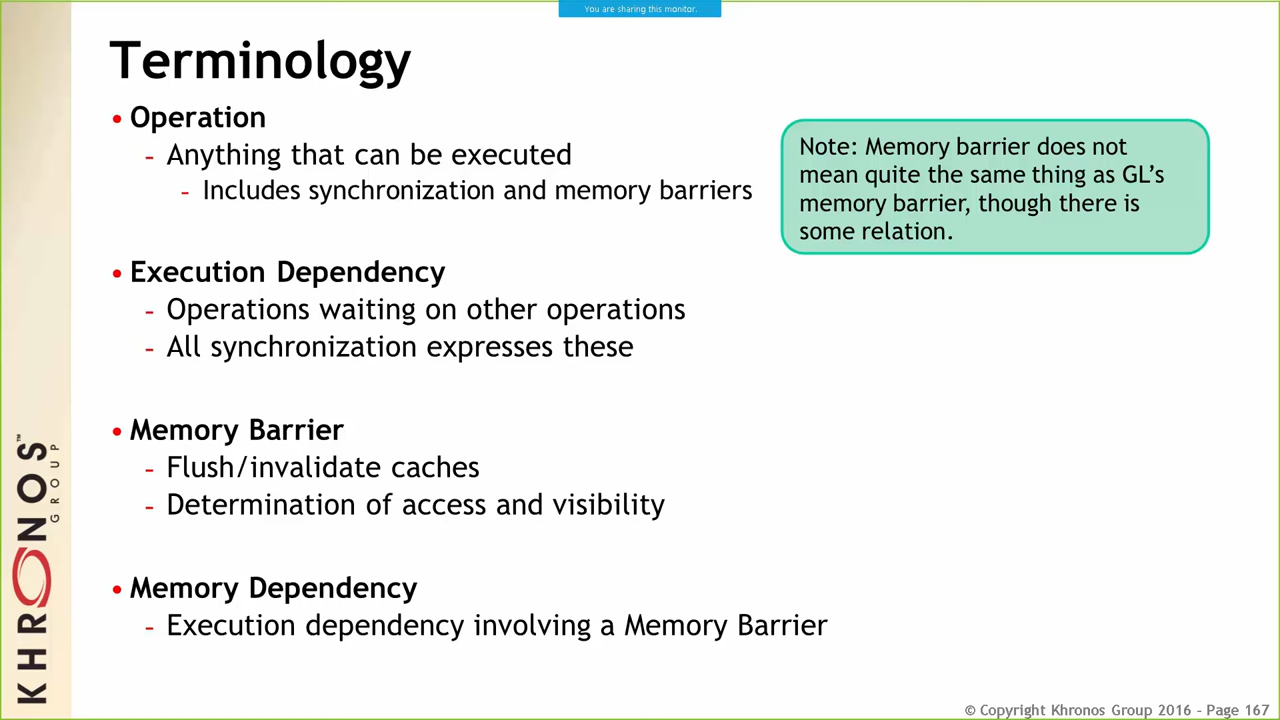 You are sharing this monitor.
Terminology
• Operation
- Anything that can be executed
- Includes synchronization and memory barriers
Note: Memory barrier does not
mean quite the same thing as GL’s
memory barrier, though there is
some relation.
• Execution Dependency
- Operations waiting on other operations
- All synchronization expresses these
• Memory Barrier
- Flush/invalidate caches
- Determination of access and visibility
• Memory Dependency
- Execution dependency involving a Memory Barrier
KHRONOS™
GROUP
© Copyright Khronos Group 2016 - Page 167